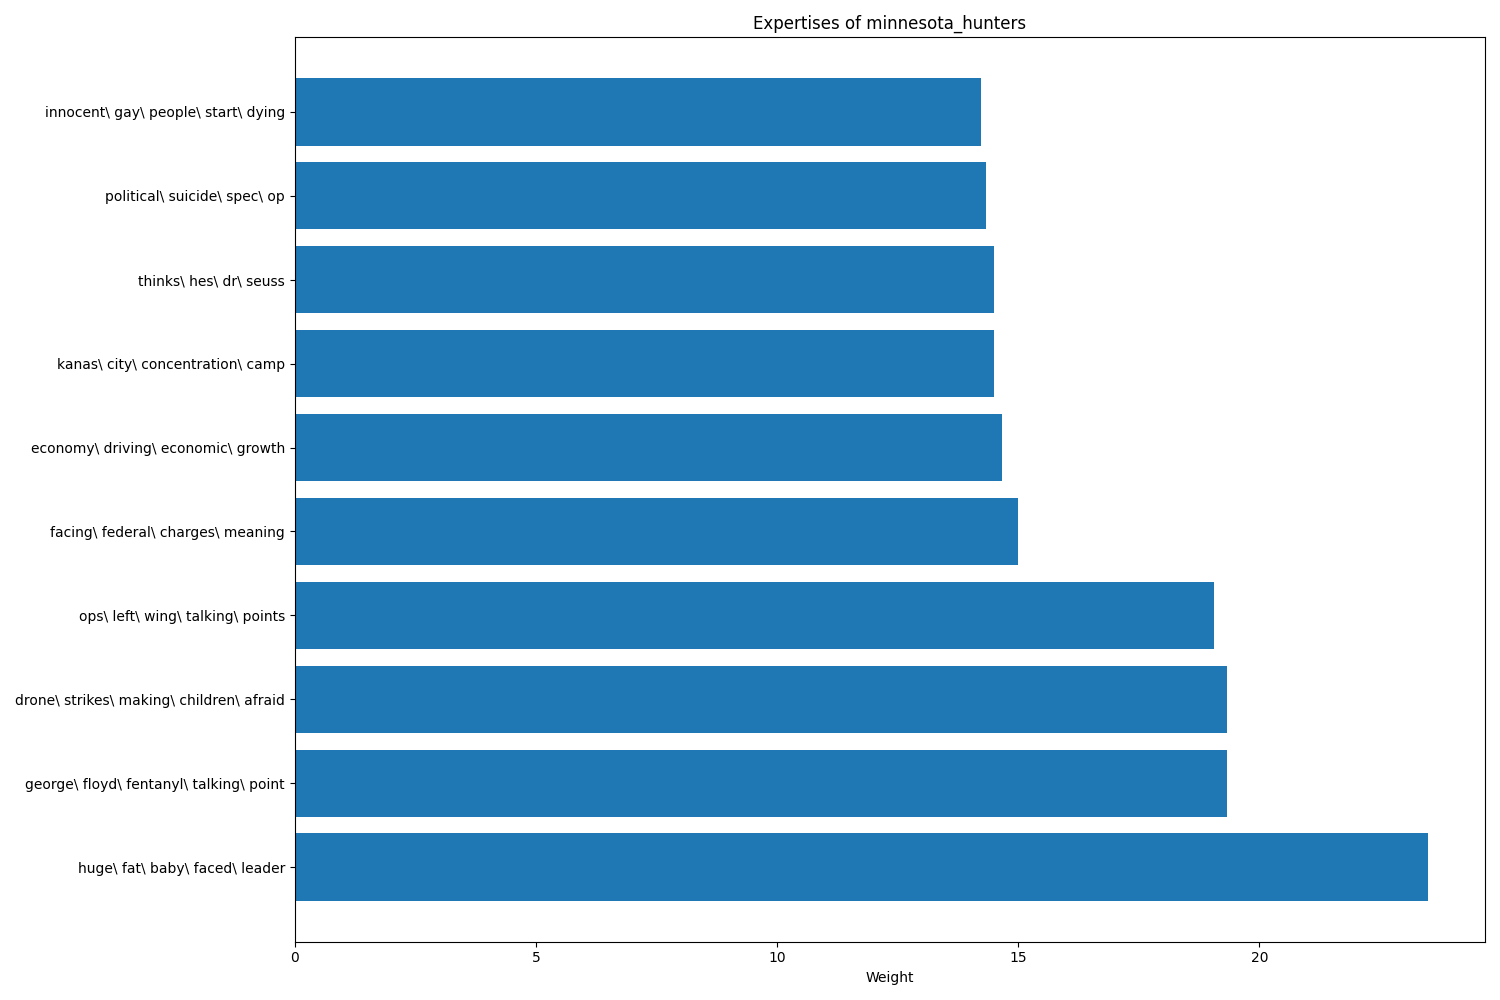 Expertises of minnesota_hunters
innocent\ gay\ people\ start\ dying
political\ suicide\ spec\ op
thinks\ hes\ dr\ seuss
kanas\ city\ concentration\ camp
economy\ driving\ economic\ growth
facing\ federal\ charges\ meaning
ops\ left\ wing\ talking\ points
drone\ strikes\ making\ children\ afraid
george\ floyd\ fentanyl\ talking\ point
huge\ fat\ baby\ faced\ leader
0 5 10 15 20
Weight